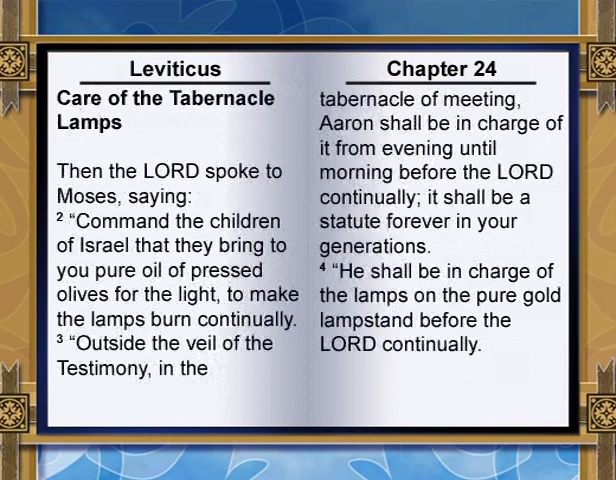 Leviticus
Care of the Tabernacle
Lamps
Then the LORD spoke to
Moses, saying:
² “Command the children
of Israel that they bring to
you pure oil of pressed
olives for the light, to make
the lamps burn continually.
³ “Outside the veil of the
Testimony, in the
Chapter 24
tabernacle of meeting,
Aaron shall be in charge of
it from evening until
morning before the LORD
continually; it shall be a
statute forever in your
generations.
⁴ “He shall be in charge of
the lamps on the pure gold
lampstand before the
LORD continually.